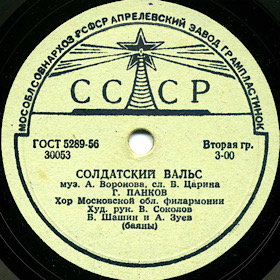 МОСОБЛСОВНАРХОЗ РСФСР АПРЕЛЕВСКИЙ ЗАВОД ГРАМПЛАСТИНОК
СССР
ГОСТ 5289-56
30053
Вторая гр.
3-00
СОЛДАТСКИЙ ВАЛЬС
муз. А. Воронова, сл. Б. Царина
Г. ПАНКОВ
Хор Московской обл. филармонии
Худ. рук. В. Соколов
В. Шашин и А. Зуев
(баяны)